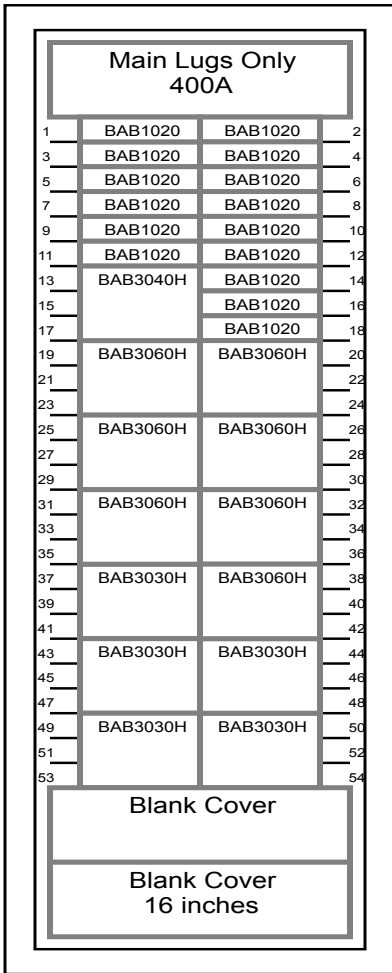 Main Lugs Only
400A
1 BAB1020 BAB1020 2
3 BAB1020 BAB1020 4
5 BAB1020 BAB1020 6
7 BAB1020 BAB1020 8
9 BAB1020 BAB1020 10
11 BAB1020 BAB1020 12
13 BAB3040H BAB1020 14
15 BAB1020 16
17 BAB1020 18
19 BAB3060H BAB3060H 20
21 22
23 24
25 BAB3060H BAB3060H 26
27 28
29 30
31 BAB3060H BAB3060H 32
33 34
35 36
37 BAB3030H BAB3060H 38
39 40
41 42
43 BAB3030H BAB3030H 44
45 46
47 48
49 BAB3030H BAB3030H 50
51 52
53 54
Blank Cover
Blank Cover
16 inches